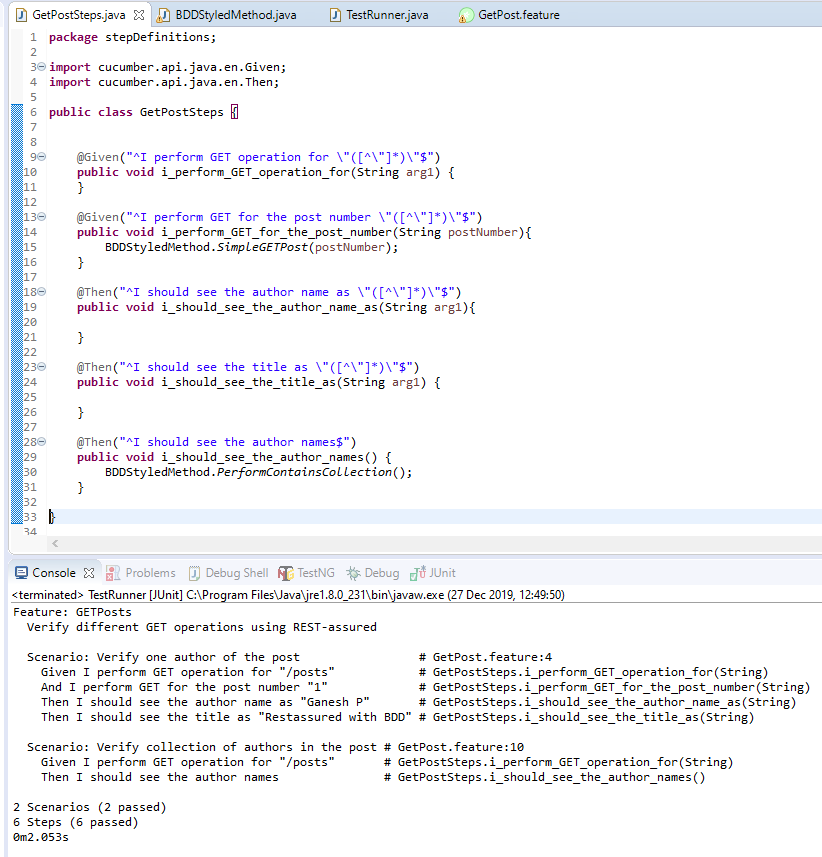 GetPostSteps.java BDDStyledMethod.java TestRunner.java GetPost.feature
1 package stepDefinitions;
2
3 import cucumber.api.java.en.Given;
4 import cucumber.api.java.en.Then;
5
6 public class GetPostSteps {
7
8
9 @Given("^I perform GET operation for \"([^\"]*)\"$")
10 public void i_perform_GET_operation_for(String arg1) {
11 }
12
13 @Given("^I perform GET for the post number \"([^\"]*)\"$")
14 public void i_perform_GET_for_the_post_number(String postNumber){
15 BDDStyledMethod.SimpleGETPost(postNumber);
16 }
17
18 @Then("^I should see the author name as \"([^\"]*)\"$")
19 public void i_should_see_the_author_name_as(String arg1){
20
21 }
22
23 @Then("^I should see the title as \"([^\"]*)\"$")
24 public void i_should_see_the_title_as(String arg1) {
25
26 }
27
28 @Then("^I should see the author names$")
29 public void i_should_see_the_author_names() {
30 BDDStyledMethod.PerformContainsCollection();
31 }
32
33 }
34
Console Problems Debug Shell TestNG Debug JUnit
<terminated> TestRunner [JUnit] C:\Program Files\Java\jre1.8.0_231\bin\javaw.exe (27 Dec 2019, 12:49:50)
Feature: GETPosts
Verify different GET operations using REST-assured
Scenario: Verify one author of the post # GetPost.feature:4
Given I perform GET operation for "/posts" # GetPostSteps.i_perform_GET_operation_for(String)
And I perform GET for the post number "1" # GetPostSteps.i_perform_GET_for_the_post_number(String)
Then I should see the author name as "Ganesh P" # GetPostSteps.i_should_see_the_author_name_as(String)
Then I should see the title as "Restassured with BDD" # GetPostSteps.i_should_see_the_title_as(String)
Scenario: Verify collection of authors in the post # GetPost.feature:10
Given I perform GET operation for "/posts" # GetPostSteps.i_perform_GET_operation_for(String)
Then I should see the author names # GetPostSteps.i_should_see_the_author_names()
2 Scenarios (2 passed)
6 Steps (6 passed)
0m2.053s